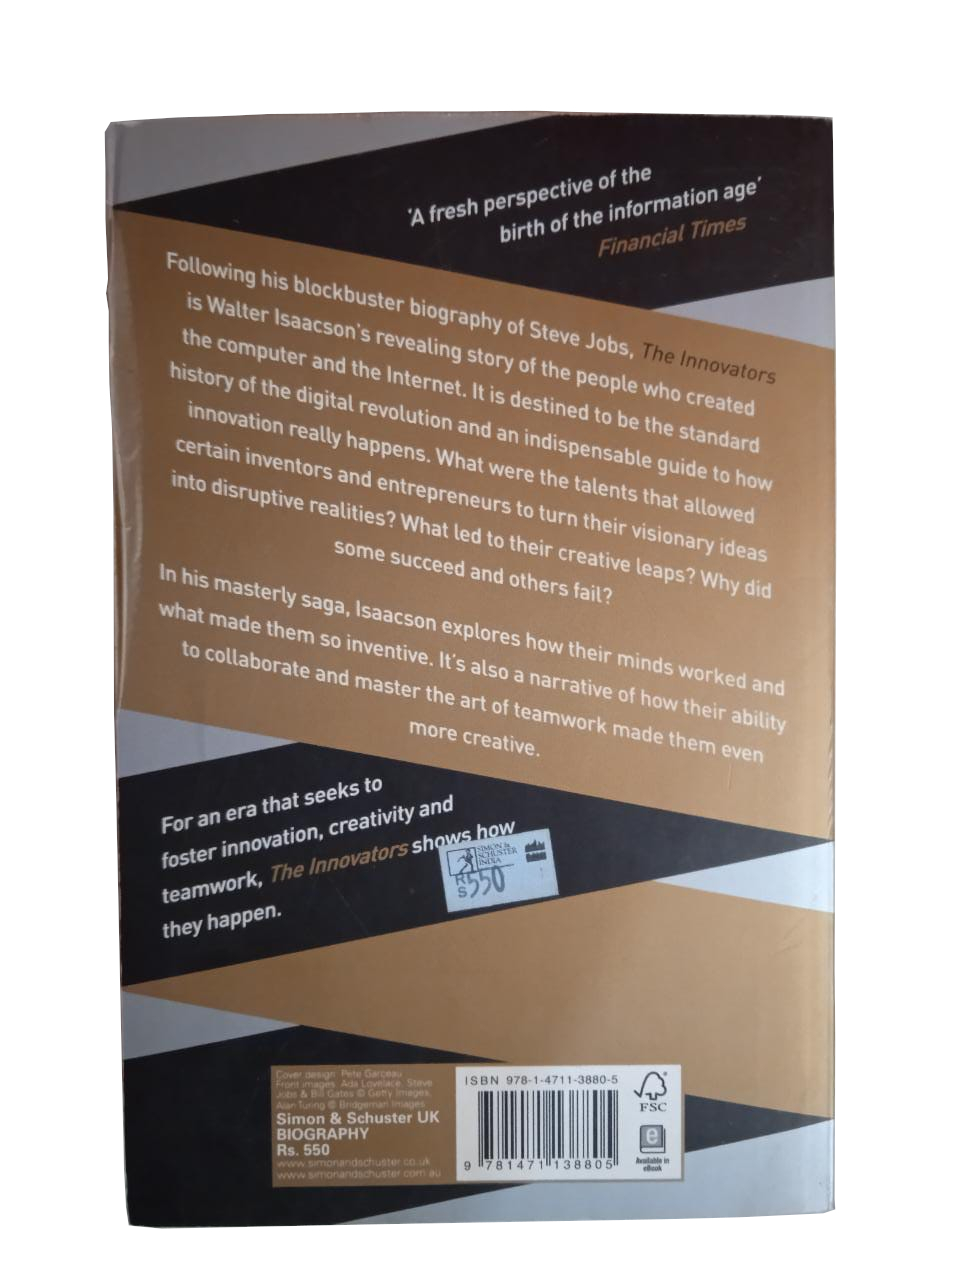 'A fresh perspective of the
birth of the information age'
Financial Times
Following his blockbuster biography of Steve Jobs, The Innovators
is Walter Isaacson's revealing story of the people who created
the computer and the Internet. It is destined to be the standard
history of the digital revolution and an indispensable guide to how
innovation really happens. What were the talents that allowed
certain inventors and entrepreneurs to turn their visionary ideas
into disruptive realities? What led to their creative leaps? Why did
some succeed and others fail?
In his masterly saga, Isaacson explores how their minds worked and
what made them so inventive. It's also a narrative of how their ability
to collaborate and master the art of teamwork made them even
more creative.
For an era that seeks to
foster innovation, creativity and
teamwork, The Innovators shows how
they happen.
SIMON &
SCHUSTER
INDIA
RS 550
Cover design: Pete Garceau
Front images: Ada Lovelace, Steve
Jobs & Bill Gates © Getty Images;
Alan Turing © Bridgeman Images
Simon & Schuster UK
BIOGRAPHY
Rs. 550
www.simonandschuster.co.uk
www.simonandschuster.com.au
ISBN 978-1-4711-3880-5
9 781471 138805
FSC
e
Available in
eBook